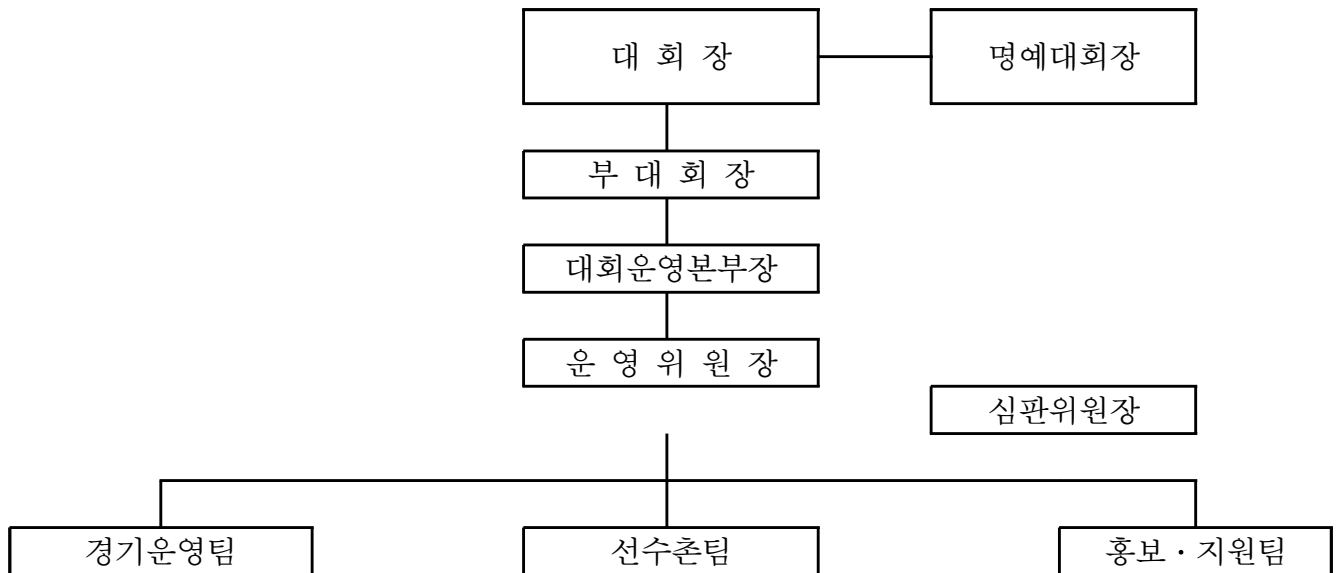 대 회 장
명예대회장
부 대 회 장
대회운영본부장
운 영 위 원 장
심판위원장
경기운영팀
선수촌팀
홍보·지원팀